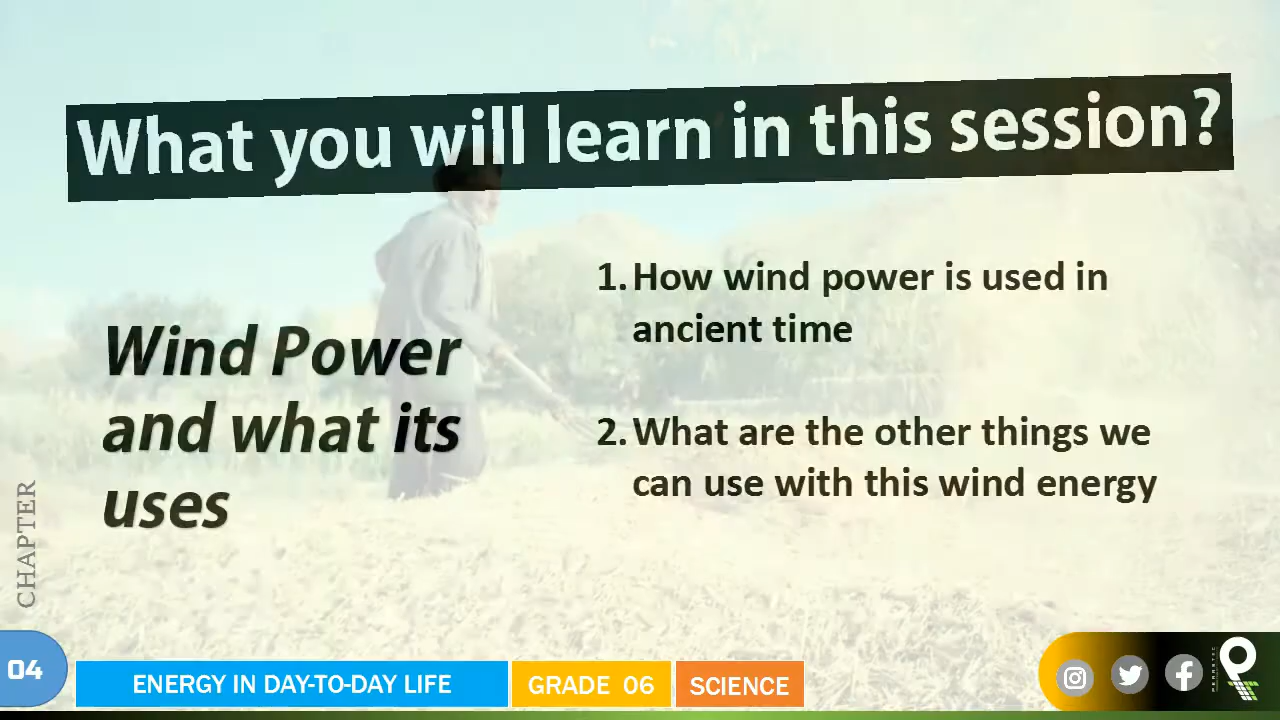 What you will learn in this session?
Wind Power
and what its
uses
1. How wind power is used in
ancient time
2. What are the other things we
can use with this wind energy
CHAPTER
04
ENERGY IN DAY-TO-DAY LIFE
GRADE 06
SCIENCE